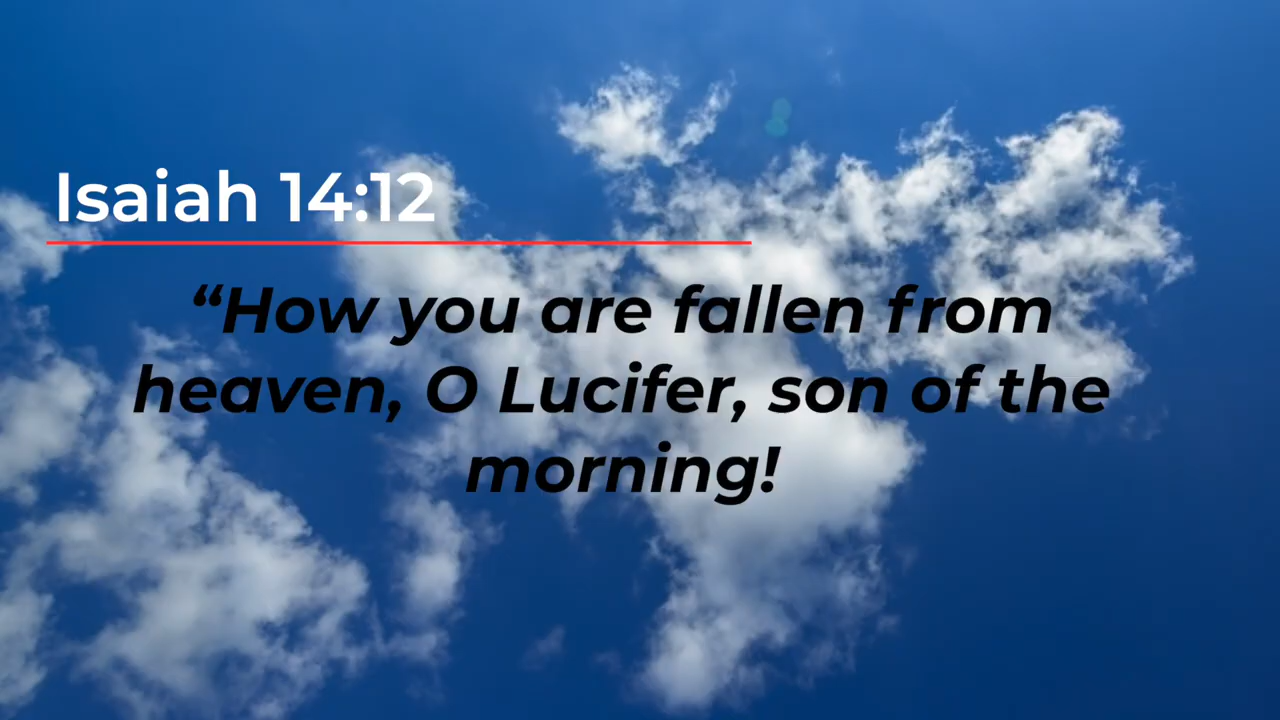 Isaiah 14:12
“How you are fallen from
heaven, O Lucifer, son of the
morning!